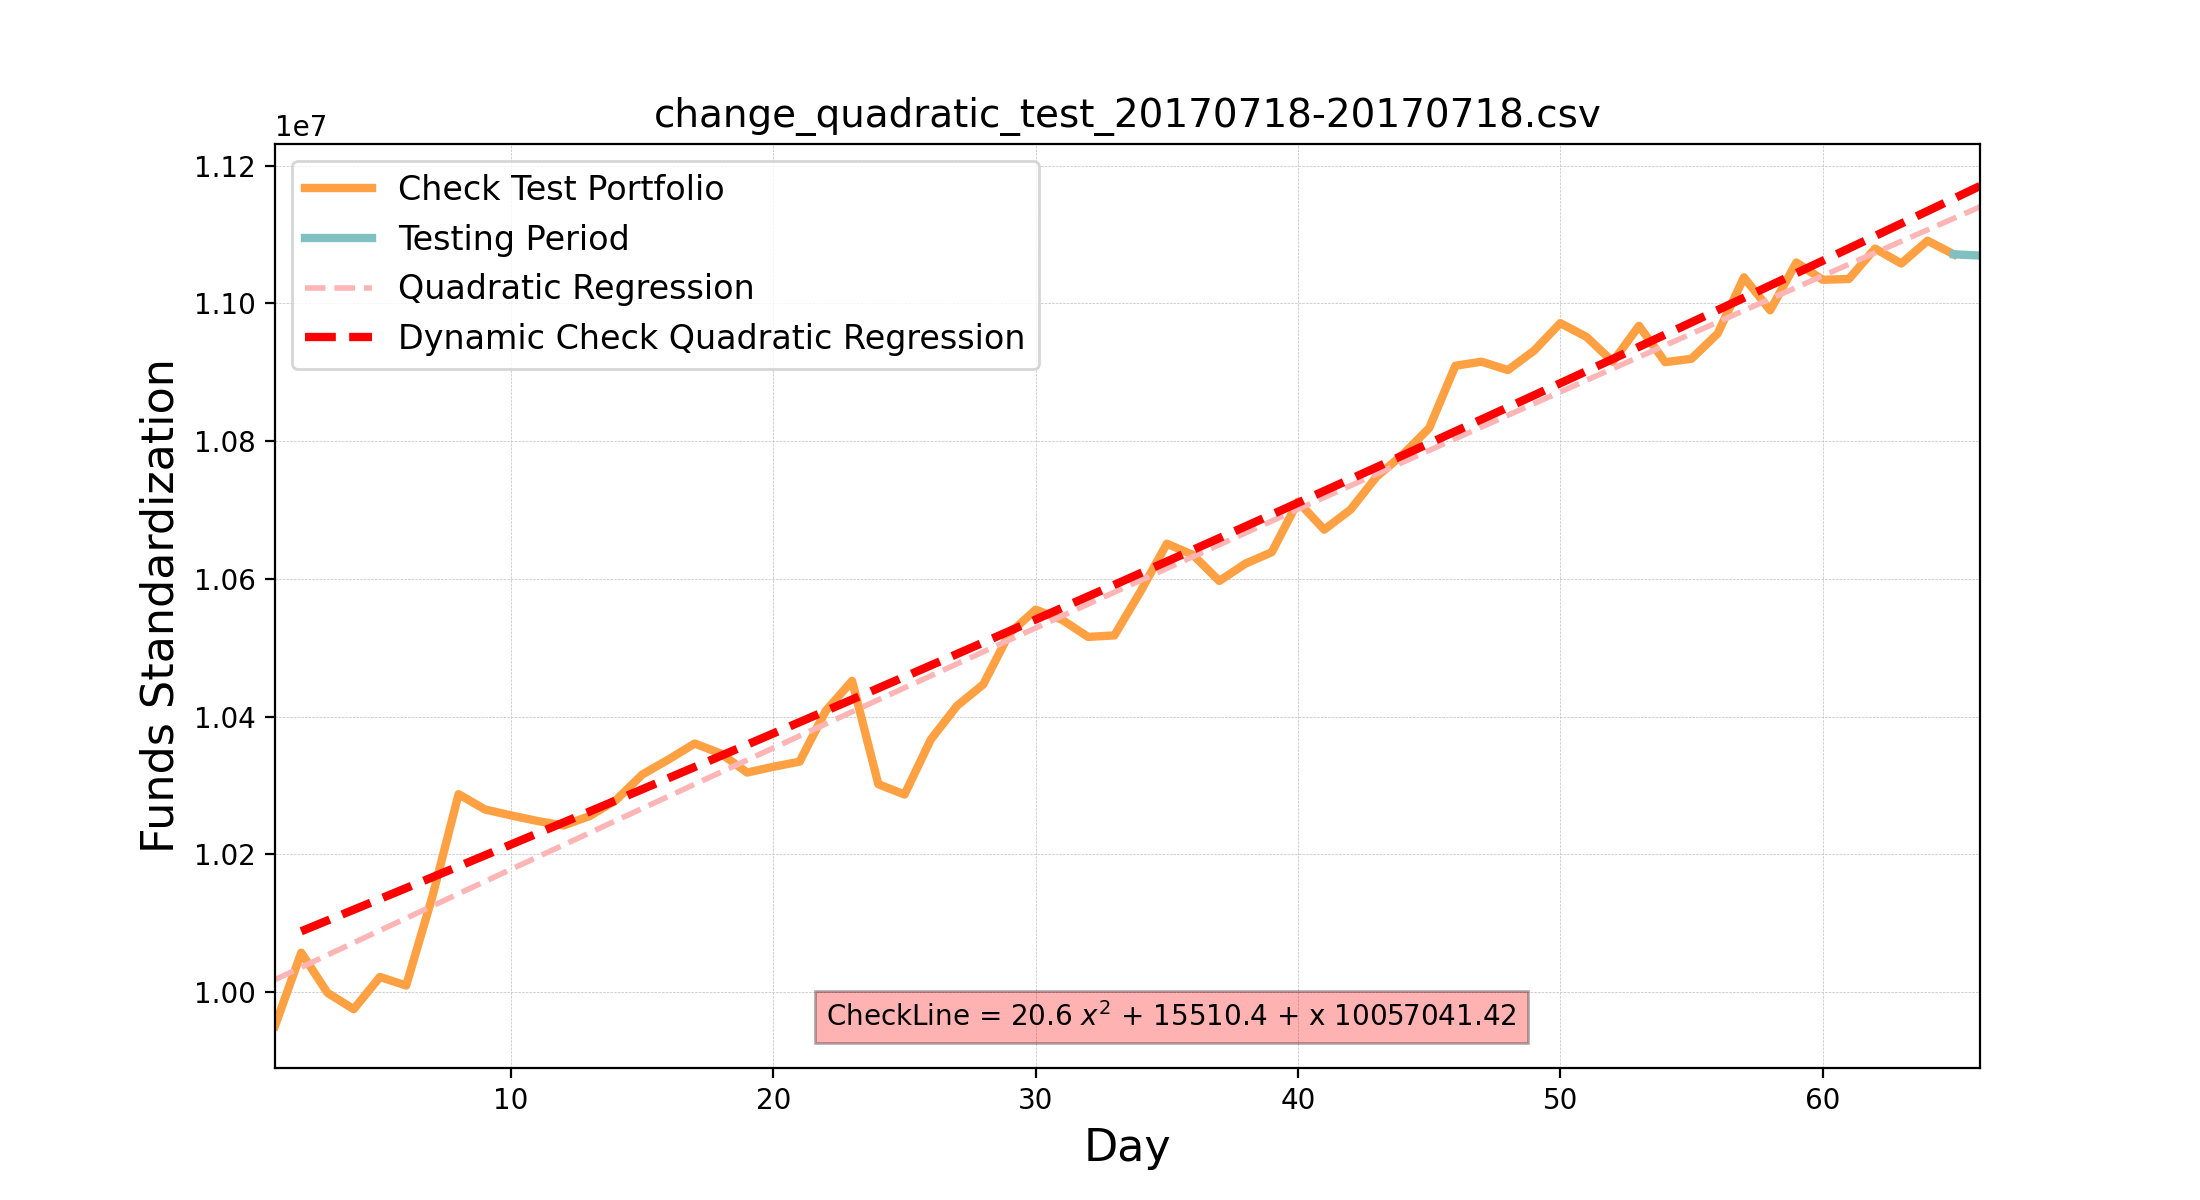 change_quadratic_test_20170718-20170718.csv
1e7
1.12
1.10
1.08
1.06
1.04
1.02
1.00
Funds Standardization
Check Test Portfolio
Testing Period
Quadratic Regression
Dynamic Check Quadratic Regression
CheckLine = 20.6 x² + 15510.4 + x 10057041.42
10 20 30 40 50 60
Day